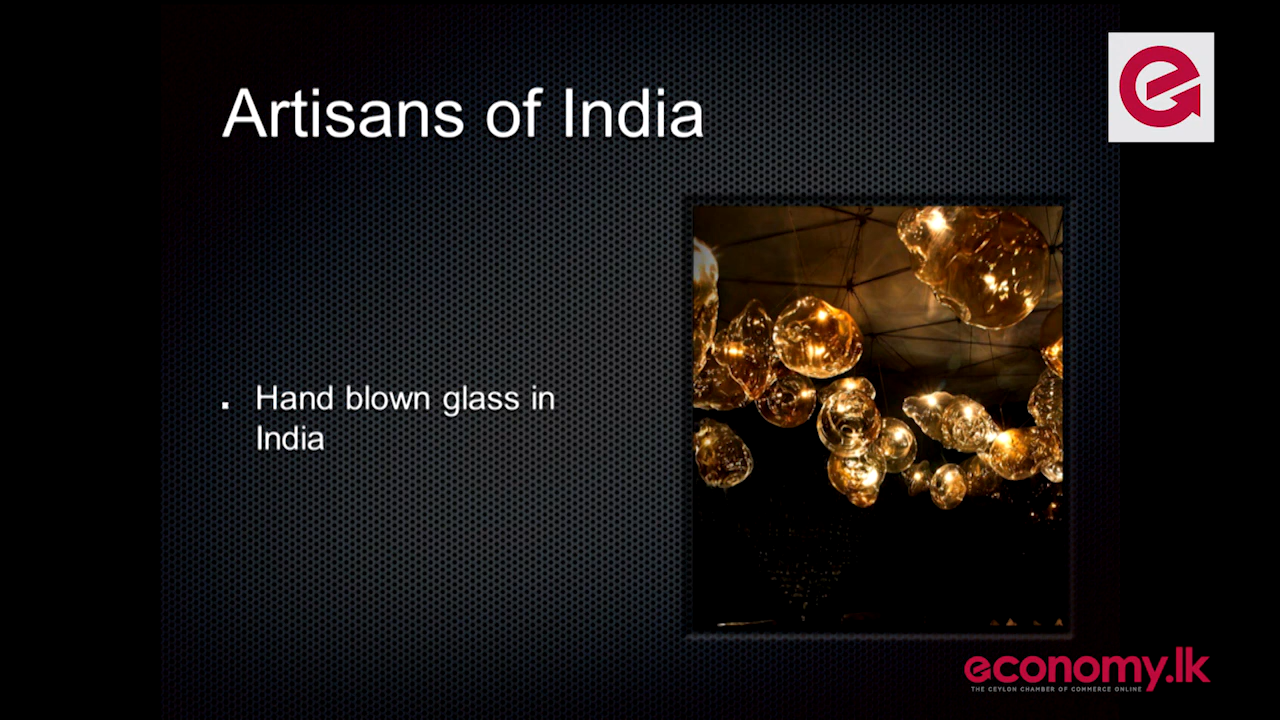 Artisans of India
▪ Hand blown glass in
India
economy.lk
THE CEYLON CHAMBER OF COMMERCE ONLINE